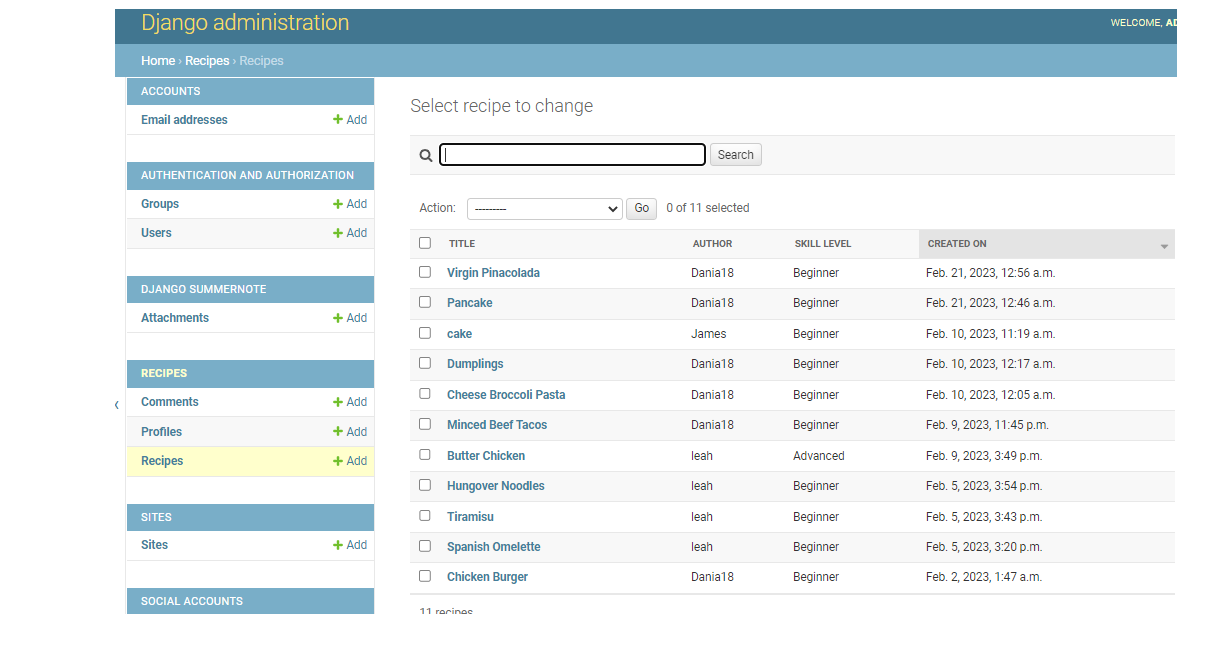 Django administration
WELCOME,
Home › Recipes › Recipes
ACCOUNTS
Email addresses + Add
AUTHENTICATION AND AUTHORIZATION
Groups + Add
Users + Add
DJANGO SUMMERNOTE
Attachments + Add
RECIPES
Comments + Add
Profiles + Add
Recipes + Add
SITES
Sites + Add
SOCIAL ACCOUNTS
Select recipe to change
Search
Action: --------- Go 0 of 11 selected
TITLE AUTHOR SKILL LEVEL CREATED ON
Virgin Pinacolada Dania18 Beginner Feb. 21, 2023, 12:56 a.m.
Pancake Dania18 Beginner Feb. 21, 2023, 12:46 a.m.
cake James Beginner Feb. 10, 2023, 11:19 a.m.
Dumplings Dania18 Beginner Feb. 10, 2023, 12:17 a.m.
Cheese Broccoli Pasta Dania18 Beginner Feb. 10, 2023, 12:05 a.m.
Minced Beef Tacos Dania18 Beginner Feb. 9, 2023, 11:45 p.m.
Butter Chicken leah Advanced Feb. 9, 2023, 3:49 p.m.
Hungover Noodles leah Beginner Feb. 5, 2023, 3:54 p.m.
Tiramisu leah Beginner Feb. 5, 2023, 3:43 p.m.
Spanish Omelette leah Beginner Feb. 5, 2023, 3:20 p.m.
Chicken Burger Dania18 Beginner Feb. 2, 2023, 1:47 a.m.
11 recipes